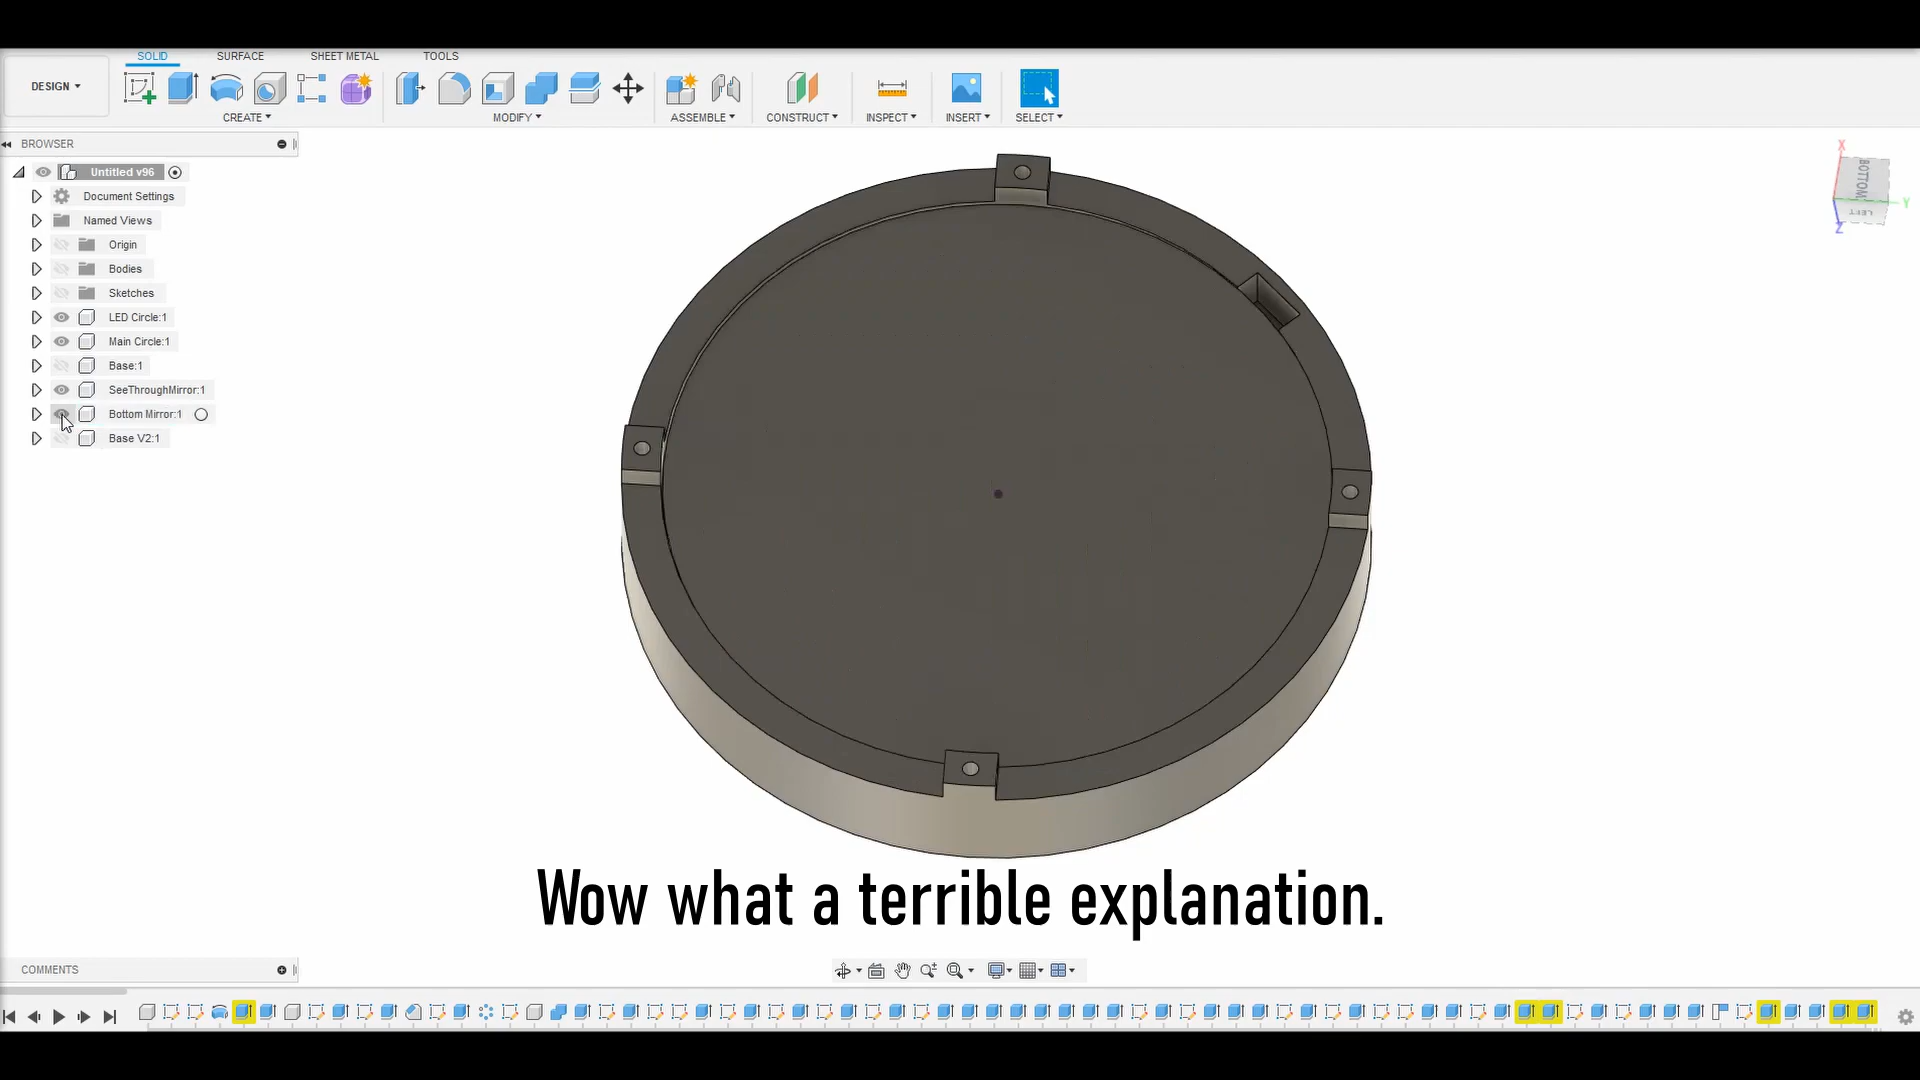 SOLID
SURFACE
SHEET METAL
TOOLS
DESIGN
CREATE
MODIFY
ASSEMBLE
CONSTRUCT
INSPECT
INSERT
SELECT
BROWSER
Untitled v96
Document Settings
Named Views
Origin
Bodies
Sketches
LED Circle:1
Main Circle:1
Base:1
SeeThroughMirror:1
Bottom Mirror:1
Base V2:1
X
BOTTOM
Y
LEFT
Z
Wow what a terrible explanation.
COMMENTS